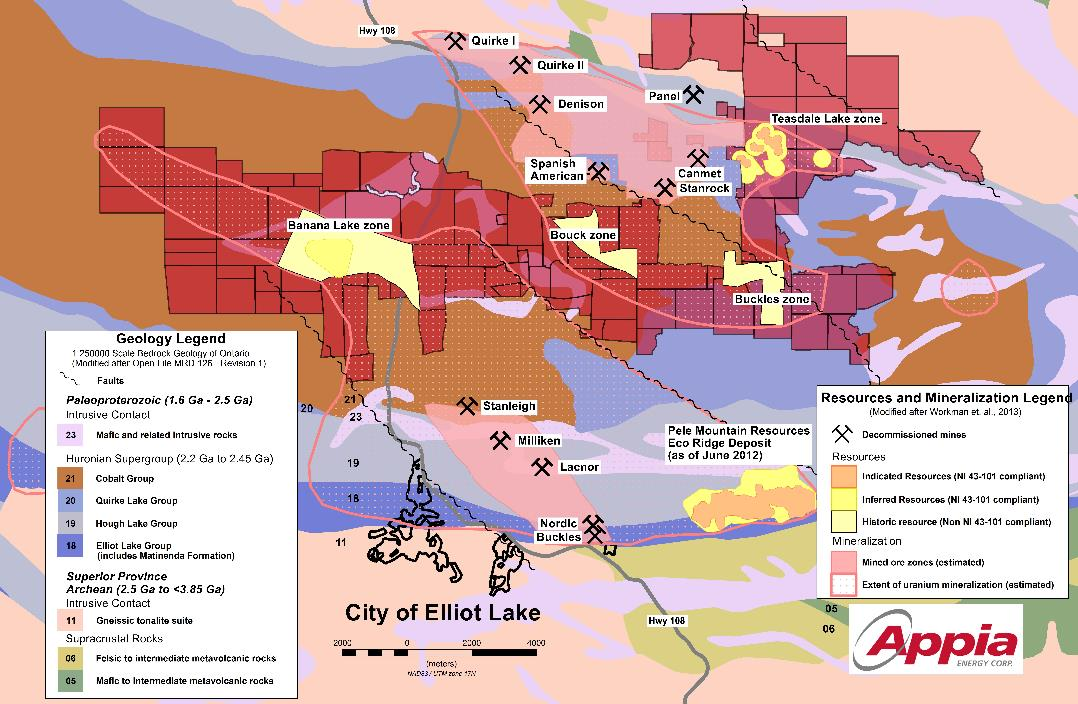 Hwy 108
Quirke I
Quirke II
Denison
Panel
Teasdale Lake zone
Spanish
American
Canmet
Stanrock
Banana Lake zone
Bouck zone
Buckles zone
Geology Legend
1:250000 Scale Bedrock Geology of Ontario
(Modified after Open File MRD 126 Revision 1)
Faults
Paleoproterozoic (1.6 Ga - 2.5 Ga)
Intrusive Contact
23 Mafic and related intrusive rocks
Huronian Supergroup (2.2 Ga to 2.45 Ga)
21 Cobalt Group
20 Quirke Lake Group
19 Hough Lake Group
18 Elliot Lake Group
(includes Matinenda Formation)
Superior Province
Archean (2.5 Ga to <3.85 Ga)
Intrusive Contact
11 Gneissic tonalite suite
Supracrustal Rocks
06 Felsic to intermediate metavolcanic rocks
05 Mafic to intermediate metavolcanic rocks
20
21
23
19
18
11
Stanleigh
Milliken
Lacnor
Nordic
Buckles
Pele Mountain Resources
Eco Ridge Deposit
(as of June 2012)
City of Elliot Lake
2000 0 2000 4000
(meters)
NAD83 / UTM zone 17N
Hwy 108
Resources and Mineralization Legend
(Modified after Workman et. al., 2013)
Decommissioned mines
Resources
Indicated Resources (NI 43-101 compliant)
Inferred Resources (NI 43-101 compliant)
Historic resource (Non NI 43-101 compliant)
Mineralization
Mined ore zones (estimated)
Extent of uranium mineralization (estimated)
05
06
Appia
ENERGY CORP.